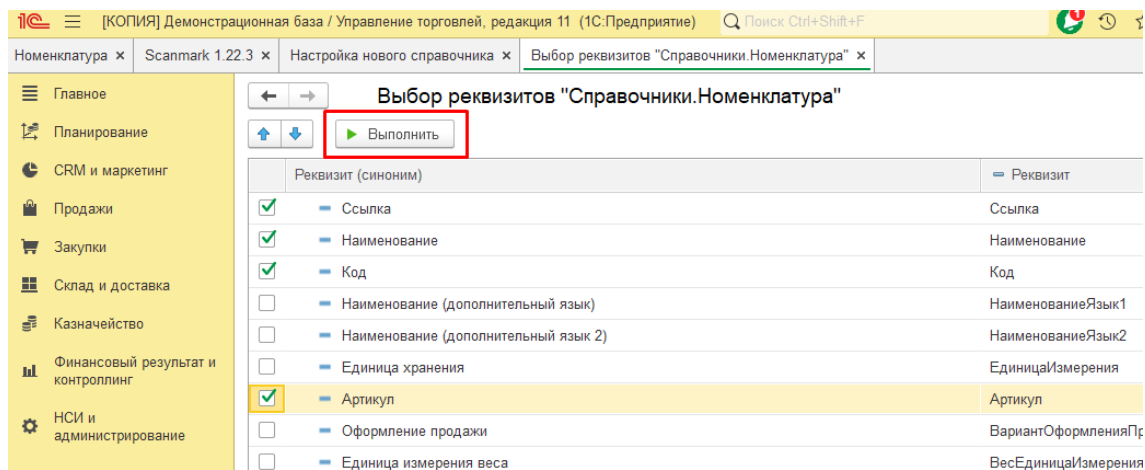 1С [КОПИЯ] Демонстрационная база / Управление торговлей, редакция 11 (1С:Предприятие) Поиск Ctrl+Shift+F
Номенклатура × Scanmark 1.22.3 × Настройка нового справочника × Выбор реквизитов "Справочники.Номенклатура" ×
Главное
Выбор реквизитов "Справочники.Номенклатура"
Планирование
Выполнить
CRM и маркетинг
Реквизит (синоним) Реквизит
Продажи
Ссылка Ссылка
Закупки
Наименование Наименование
Склад и доставка
Код Код
Наименование (дополнительный язык) НаименованиеЯзык1
Казначейство
Наименование (дополнительный язык 2) НаименованиеЯзык2
Финансовый результат и
контроллинг
Единица хранения ЕдиницаИзмерения
Артикул Артикул
НСИ и
администрирование
Оформление продажи ВариантОформленияПр
Единица измерения веса ВесЕдиницаИзмерения